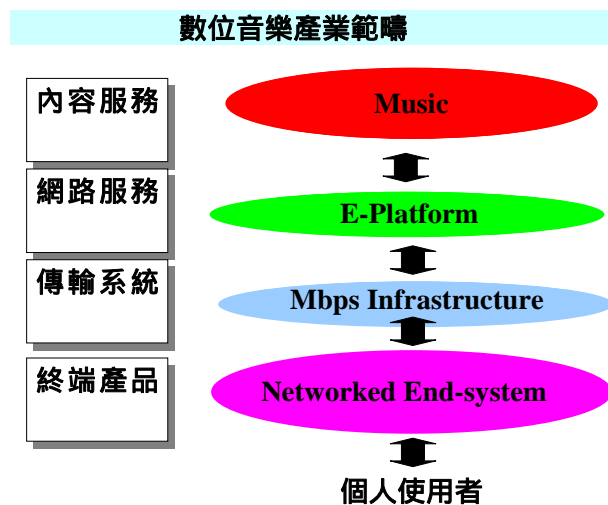 數位音樂產業範疇
內容服務
Music
網路服務
E-Platform
傳輸系統
Mbps Infrastructure
終端產品
Networked End-system
個人使用者